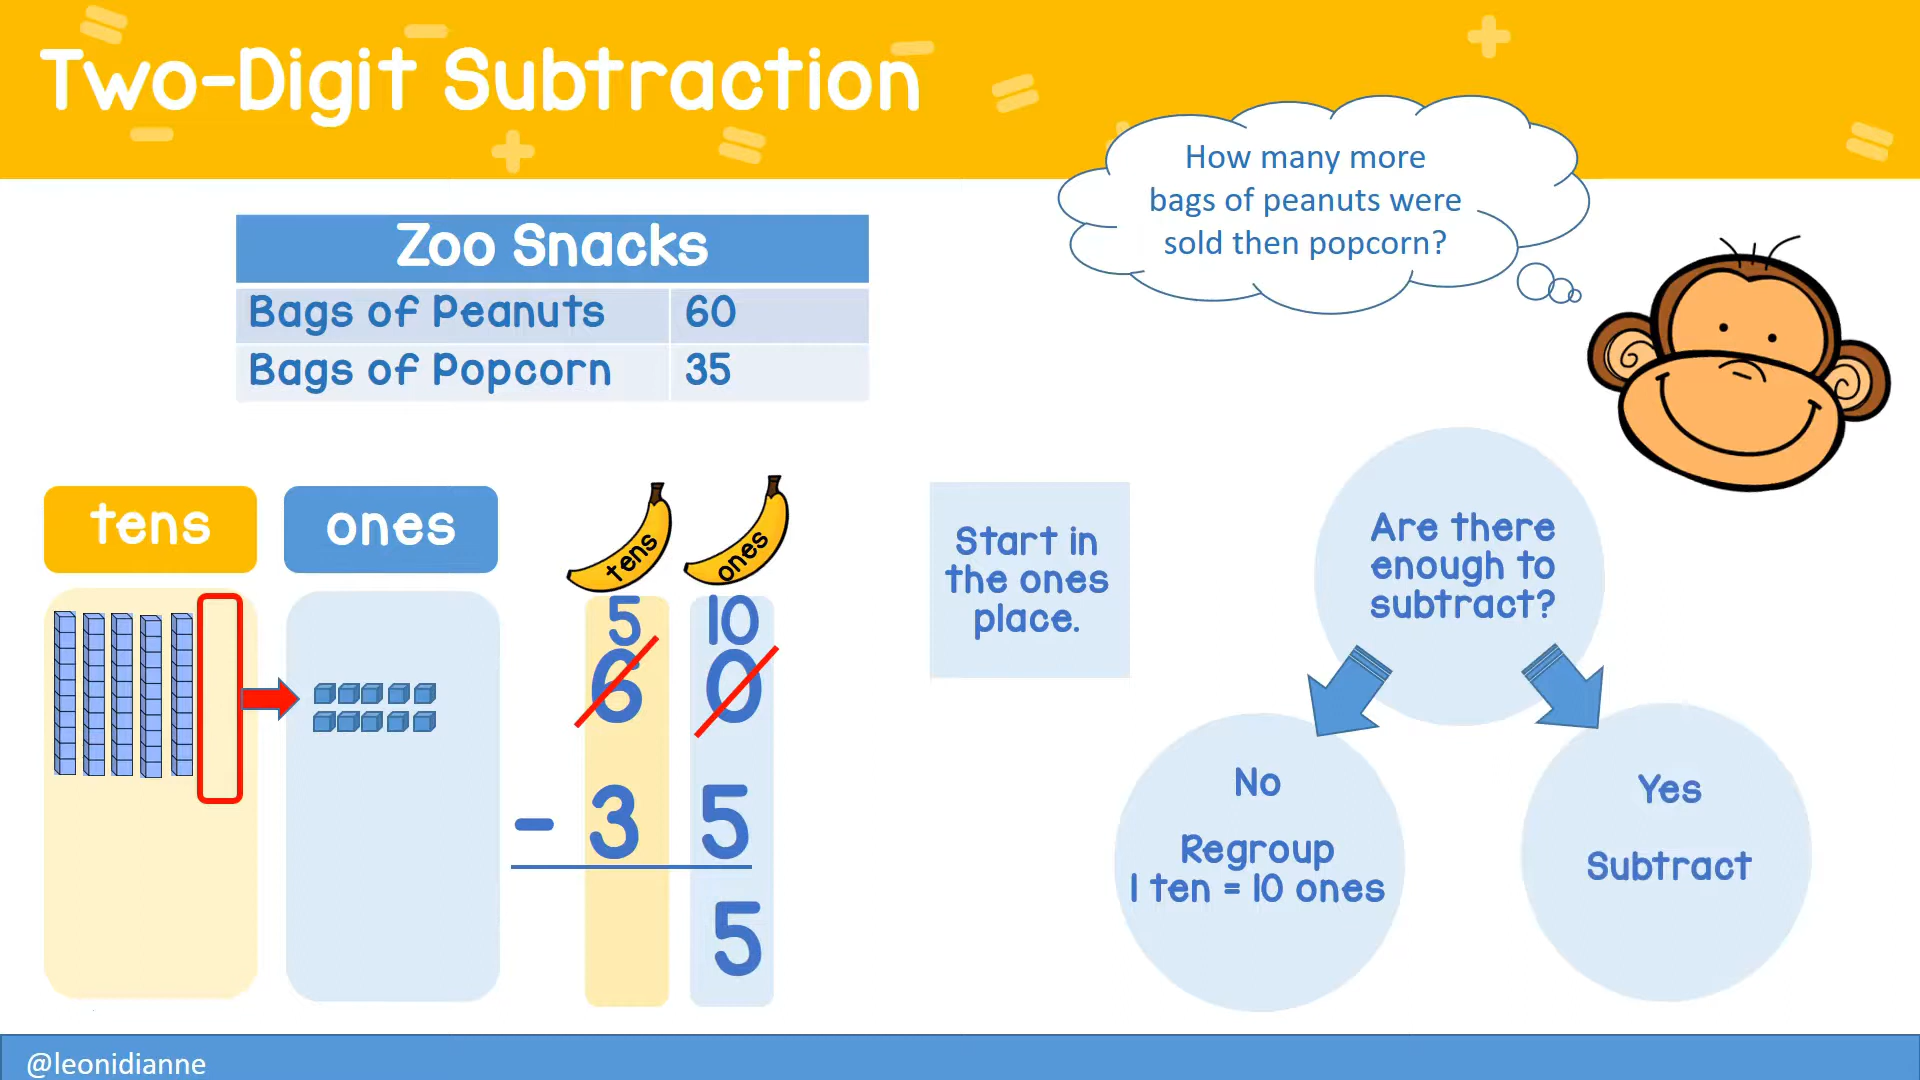 Two-Digit Subtraction
How many more
bags of peanuts were
sold then popcorn?
Zoo Snacks
Bags of Peanuts 60
Bags of Popcorn 35
tens ones
tens ones
5 10
6 0
- 3 5
5
Start in
the ones
place.
Are there
enough to
subtract?
No
Regroup
1 ten = 10 ones
Yes
Subtract
@leonidianne